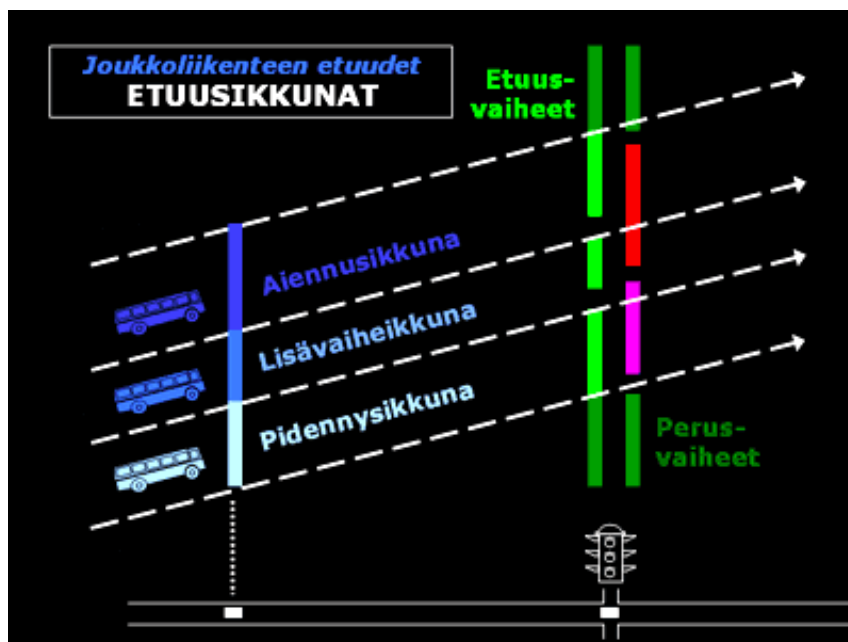 Joukkoliikenteen etuudet
ETUUSIKKUNAT
Etuus-
vaiheet
Aiennusikkuna
Lisävaiheikkuna
Pidennysikkuna
Perus-
vaiheet